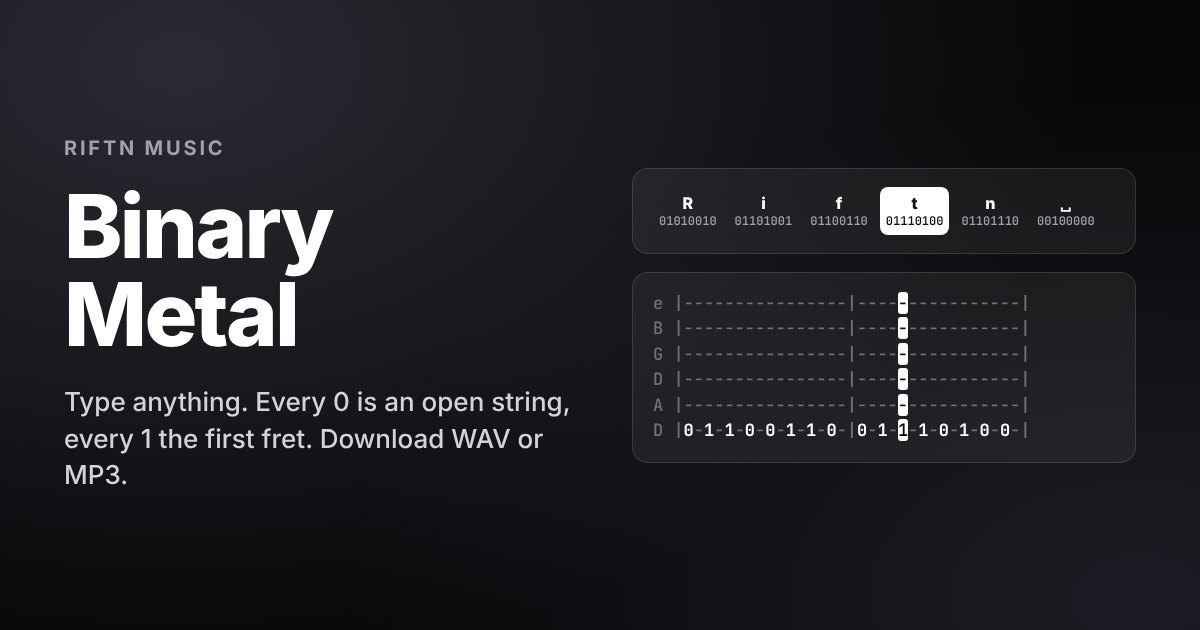 RIFTN MUSIC
Binary
Metal
Type anything. Every 0 is an open string,
every 1 the first fret. Download WAV or
MP3.
R i f t n ␣
01010010 01101001 01100110 01110100 01101110 00100000
e |----------------|----------------|
B |----------------|----------------|
G |----------------|----------------|
D |----------------|----------------|
A |----------------|----------------|
D |0-1-1-0-0-1-1-0-|0-1-1-1-0-1-0-0-|